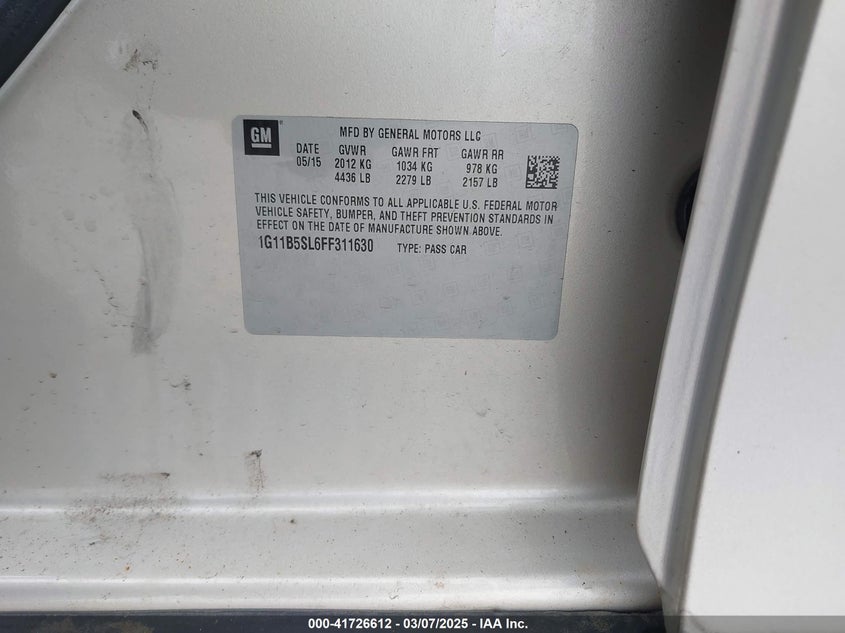 GM
MFD BY GENERAL MOTORS LLC
DATE GVWR GAWR FRT GAWR RR
05/15 2012 KG 1034 KG 978 KG
4436 LB 2279 LB 2157 LB
THIS VEHICLE CONFORMS TO ALL APPLICABLE U.S. FEDERAL MOTOR
VEHICLE SAFETY, BUMPER, AND THEFT PREVENTION STANDARDS IN
EFFECT ON THE DATE OF MANUFACTURE SHOWN ABOVE.
1G11B5SL6FF311630 TYPE: PASS CAR
000-41726612 - 03/07/2025 - IAA Inc.